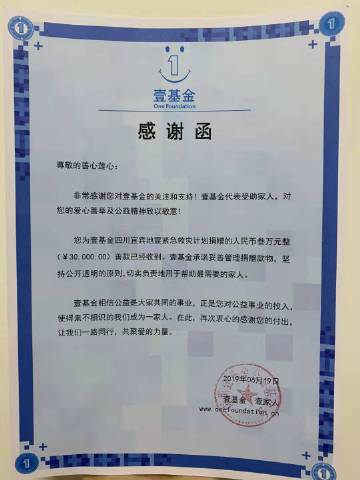 1
1
壹基金
One Foundation
感谢函
尊敬的善心莲心：
非常感谢您对壹基金的关注和支持！壹基金代表受助家人，对
您的爱心善举及公益精神致以敬意！
您为壹基金四川宜宾地震紧急救灾计划捐赠的人民币叁万元整
（¥30,000.00）善款已经收到。壹基金承诺妥善管理捐赠款物，坚
持公开透明的原则，切实负责地用于帮助最需要的家人。
壹基金相信公益是大家共同的事业，正是您对公益事业的投入，
使得素不相识的我们成为一家人。在此，再次衷心的感谢您的付出，
让我们一路同行，共聚爱的力量。
2019年06月19日
壹基金 壹家人
www.onefoundation.cn
1
1